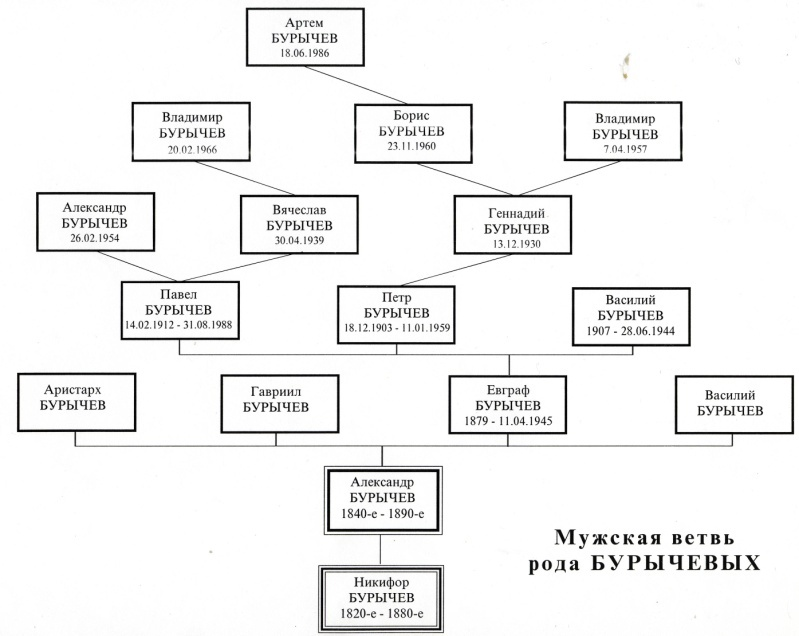 Артем
БУРЫЧЕВ
18.06.1986
Владимир
БУРЫЧЕВ
20.02.1966
Борис
БУРЫЧЕВ
23.11.1960
Владимир
БУРЫЧЕВ
7.04.1957
Александр
БУРЫЧЕВ
26.02.1954
Вячеслав
БУРЫЧЕВ
30.04.1939
Геннадий
БУРЫЧЕВ
13.12.1930
Павел
БУРЫЧЕВ
14.02.1912 - 31.08.1988
Петр
БУРЫЧЕВ
18.12.1903 - 11.01.1959
Василий
БУРЫЧЕВ
1907 - 28.06.1944
Аристарх
БУРЫЧЕВ
Гавриил
БУРЫЧЕВ
Евграф
БУРЫЧЕВ
1879 - 11.04.1945
Василий
БУРЫЧЕВ
Александр
БУРЫЧЕВ
1840-е - 1890-е
Мужская ветвь
рода БУРЫЧЕВЫХ
Никифор
БУРЫЧЕВ
1820-е - 1880-е